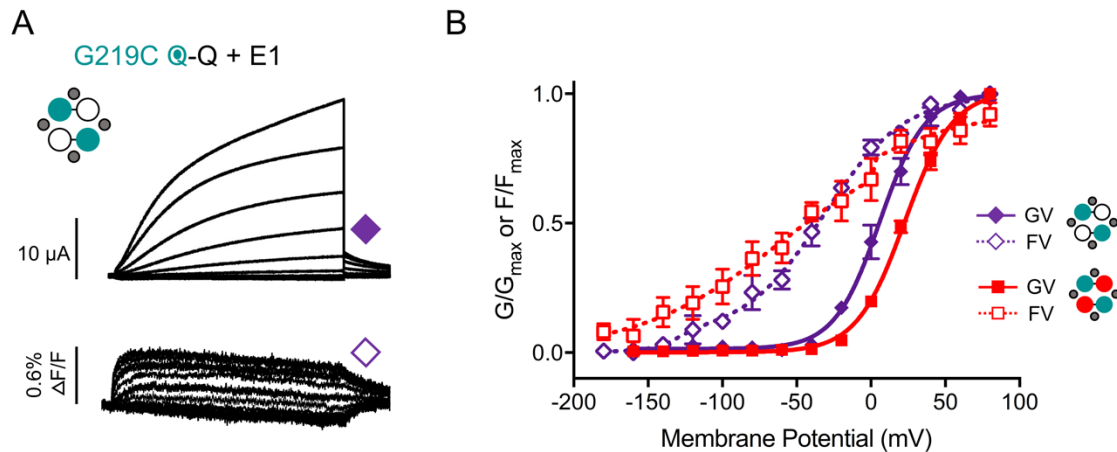 A
G219C Q-Q + E1
10 µA
0.6%
ΔF/F
B
G/Gmax or F/Fmax
1.0
0.5
0.0
-200
-150
-100
-50
0
50
100
Membrane Potential (mV)
GV
FV
GV
FV